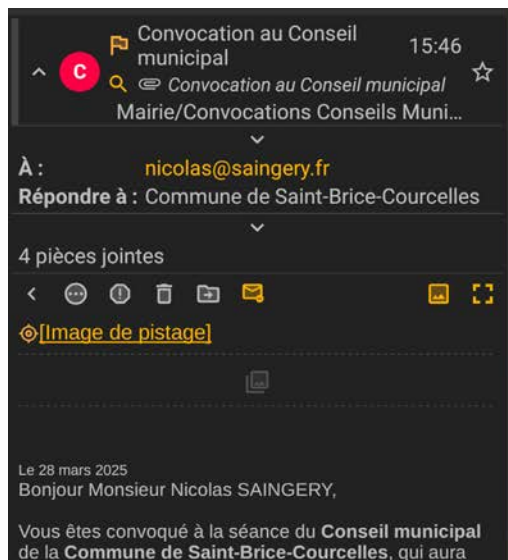 Convocation au Conseil
municipal
15:46
C
Convocation au Conseil municipal
Mairie/Convocations Conseils Muni...
À : nicolas@saingery.fr
Répondre à : Commune de Saint-Brice-Courcelles
4 pièces jointes
[Image de pistage]
Le 28 mars 2025
Bonjour Monsieur Nicolas SAINGERY,
Vous êtes convoqué à la séance du Conseil municipal
de la Commune de Saint-Brice-Courcelles, qui aura